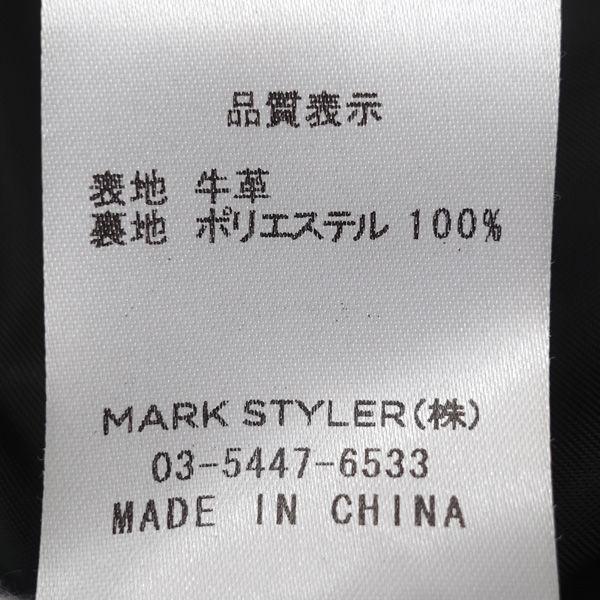 品質表示
表地 牛革
裏地 ポリエステル 100%
MARK STYLER(株)
03-5447-6533
MADE IN CHINA